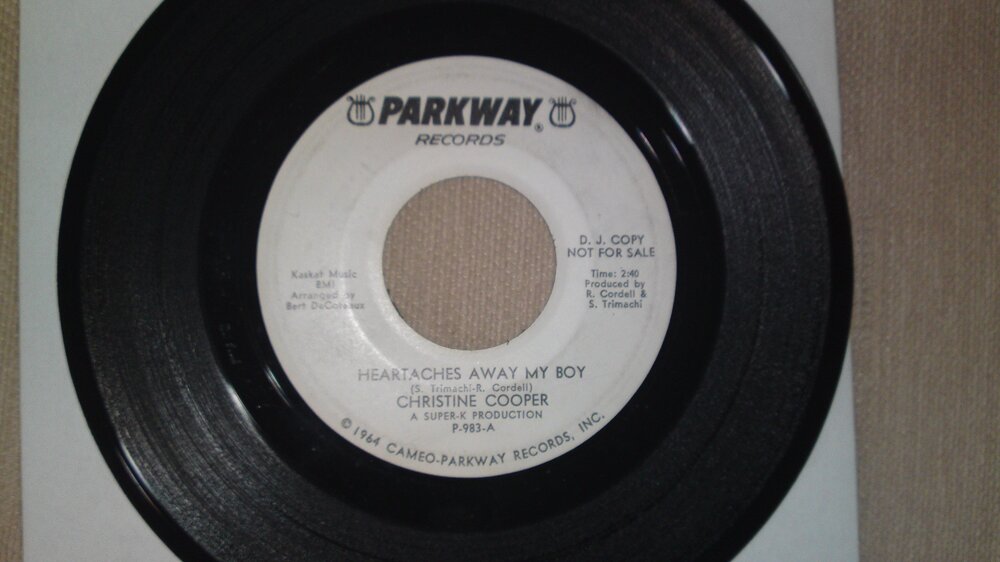 PARKWAY®
RECORDS
D. J. COPY
NOT FOR SALE
Kaskat Music
BMI
Arranged by
Bert DeCoteaux
Time: 2:40
Produced by
R. Cordell &
S. Trimachi
HEARTACHES AWAY MY BOY
(S. Trimachi-R. Cordell)
CHRISTINE COOPER
A SUPER-K PRODUCTION
P-983-A
© 1964 CAMEO-PARKWAY RECORDS, INC.